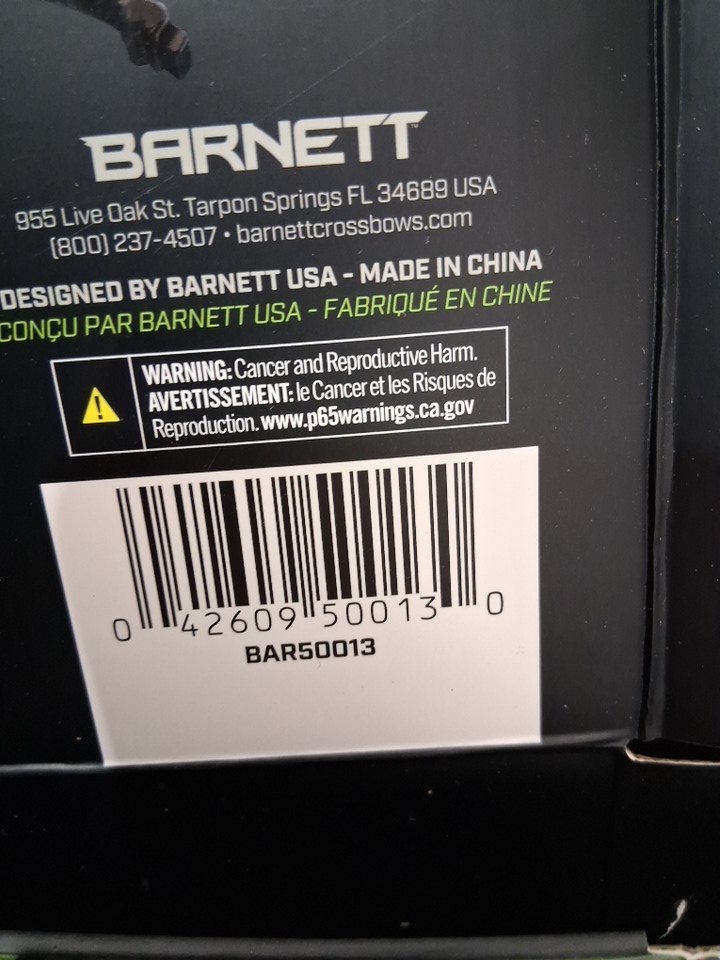 BARNETT™
955 Live Oak St. Tarpon Springs FL 34689 USA
(800) 237-4507 • barnettcrossbows.com
DESIGNED BY BARNETT USA - MADE IN CHINA
CONÇU PAR BARNETT USA - FABRIQUÉ EN CHINE
WARNING: Cancer and Reproductive Harm.
AVERTISSEMENT: le Cancer et les Risques de
Reproduction. www.p65warnings.ca.gov
0 42609 50013 0
BAR50013